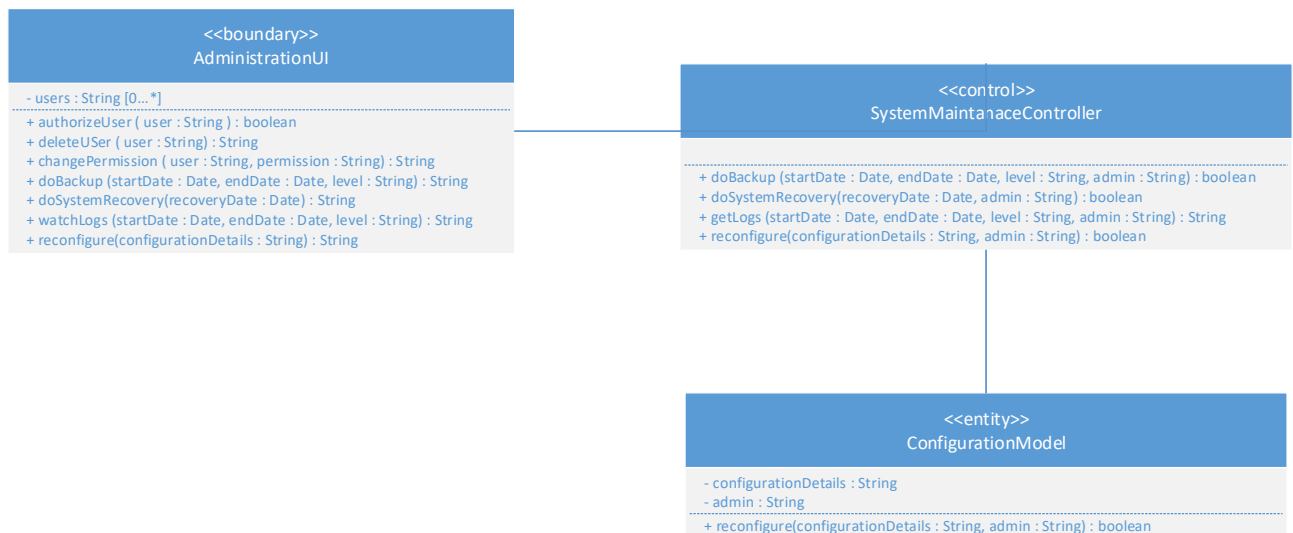 <<boundary>>
AdministrationUI
- users : String [0...*]
+ authorizeUser ( user : String ) : boolean
+ deleteUSer ( user : String) : String
+ changePermission ( user : String, permission : String) : String
+ doBackup (startDate : Date, endDate : Date, level : String) : String
+ doSystemRecovery(recoveryDate : Date) : String
+ watchLogs (startDate : Date, endDate : Date, level : String) : String
+ reconfigure(configurationDetails : String) : String
<<control>>
SystemMaintanaceController
+ doBackup (startDate : Date, endDate : Date, level : String, admin : String) : boolean
+ doSystemRecovery(recoveryDate : Date, admin : String) : boolean
+ getLogs (startDate : Date, endDate : Date, level : String, admin : String) : String
+ reconfigure(configurationDetails : String, admin : String) : boolean
<<entity>>
ConfigurationModel
- configurationDetails : String
- admin : String
+ reconfigure(configurationDetails : String, admin : String) : boolean